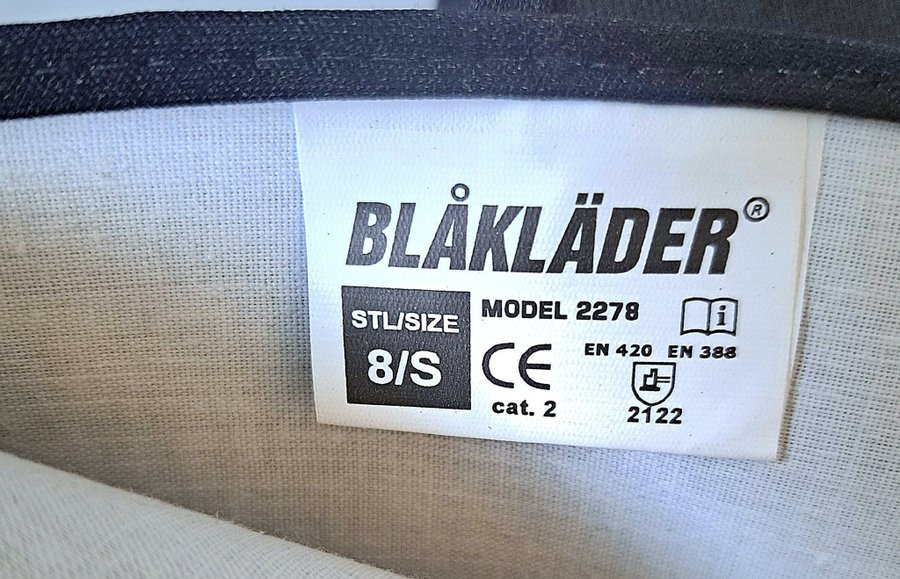 BLÅKLÄDER®
STL/SIZE
8/S
MODEL 2278
i
CE
cat. 2
EN 420 EN 388
2122